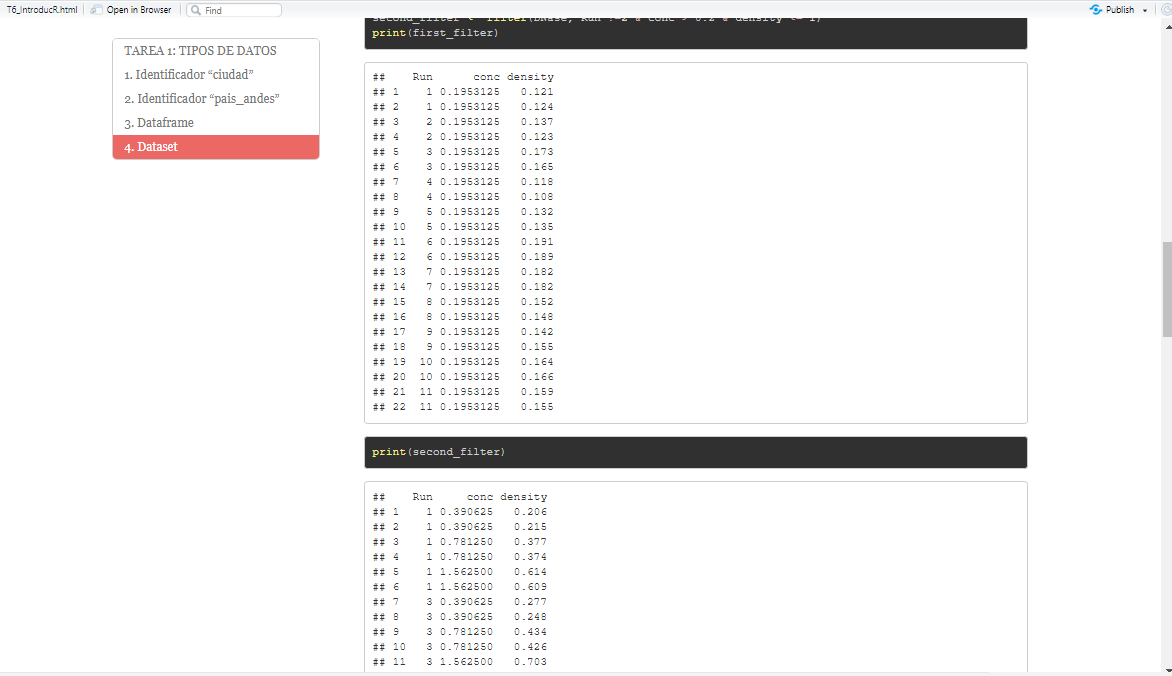 T6_IntroducR.html
Open in Browser
Find
Publish
TAREA 1: TIPOS DE DATOS
1. Identificador “ciudad”
2. Identificador “pais_andes”
3. Dataframe
4. Dataset
second_filter <- filter(DNase, Run !=2 & conc > 0.2 & density <= 1)
print(first_filter)
## Run conc density
## 1 1 0.1953125 0.121
## 2 1 0.1953125 0.124
## 3 2 0.1953125 0.137
## 4 2 0.1953125 0.123
## 5 3 0.1953125 0.173
## 6 3 0.1953125 0.165
## 7 4 0.1953125 0.118
## 8 4 0.1953125 0.108
## 9 5 0.1953125 0.132
## 10 5 0.1953125 0.135
## 11 6 0.1953125 0.191
## 12 6 0.1953125 0.189
## 13 7 0.1953125 0.182
## 14 7 0.1953125 0.182
## 15 8 0.1953125 0.152
## 16 8 0.1953125 0.148
## 17 9 0.1953125 0.142
## 18 9 0.1953125 0.155
## 19 10 0.1953125 0.164
## 20 10 0.1953125 0.166
## 21 11 0.1953125 0.159
## 22 11 0.1953125 0.155
print(second_filter)
## Run conc density
## 1 1 0.390625 0.206
## 2 1 0.390625 0.215
## 3 1 0.781250 0.377
## 4 1 0.781250 0.374
## 5 1 1.562500 0.614
## 6 1 1.562500 0.609
## 7 3 0.390625 0.277
## 8 3 0.390625 0.248
## 9 3 0.781250 0.434
## 10 3 0.781250 0.426
## 11 3 1.562500 0.703